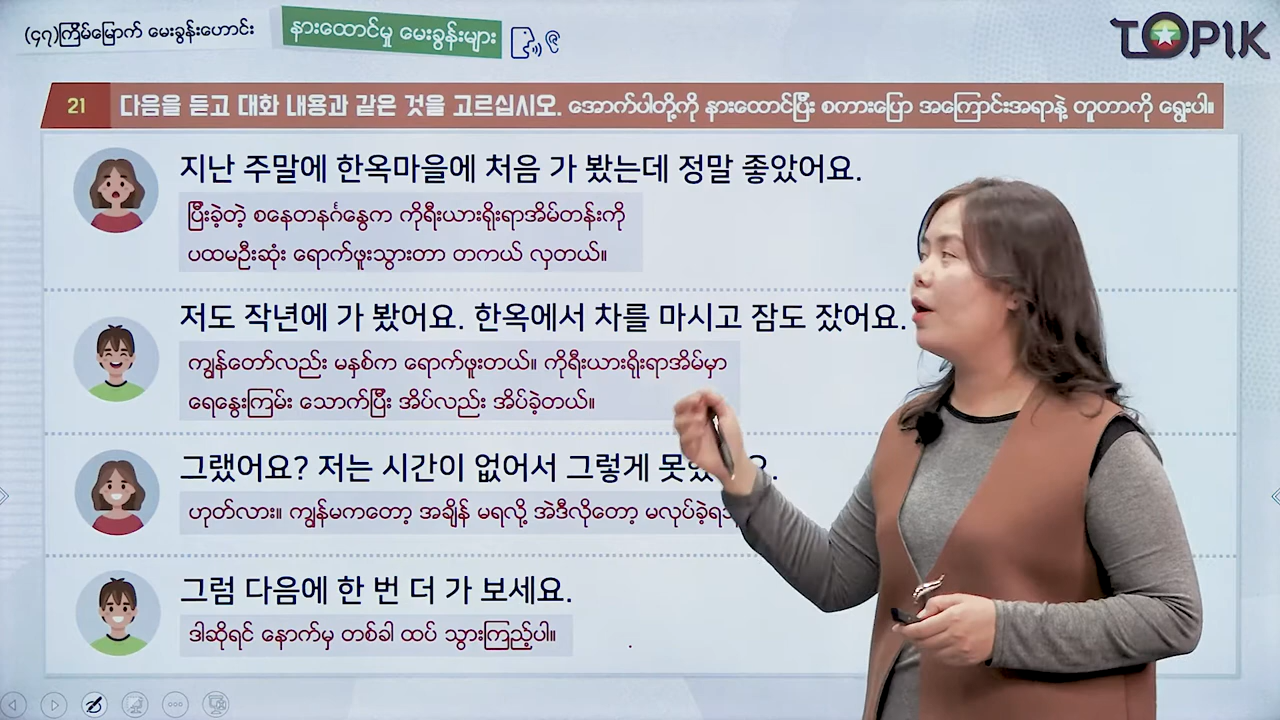 (၄၇)ကြိမ်မြောက် မေးခွန်းဟောင်း
နားထောင်မှု မေးခွန်းများ
TOPIK
21 다음을 듣고 대화 내용과 같은 것을 고르십시오. အောက်ပါတို့ကို နားထောင်ပြီး စကားပြော အကြောင်းအရာနဲ့ တူတာကို ရွေးပါ။
지난 주말에 한옥마을에 처음 가 봤는데 정말 좋았어요.
ပြီးခဲ့တဲ့ စနေတနင်္ဂနွေက ကိုရီးယားရိုးရာအိမ်တန်းကို
ပထမဦးဆုံး ရောက်ဖူးသွားတာ တကယ် လှတယ်။
저도 작년에 가 봤어요. 한옥에서 차를 마시고 잠도 잤어요.
ကျွန်တော်လည်း မနှစ်က ရောက်ဖူးတယ်။ ကိုရီးယားရိုးရာအိမ်မှာ
ရေနွေးကြမ်း သောက်ပြီး အိပ်လည်း အိပ်ခဲ့တယ်။
그랬어요? 저는 시간이 없어서 그렇게
ဟုတ်လား။ ကျွန်မကတော့ အချိန် မရလို့ အဲဒီလိုတော့
그럼 다음에 한 번 더 가 보세요.
ဒါဆိုရင် နောက်မှ တစ်ခါ ထပ် သွားကြည့်ပါ။